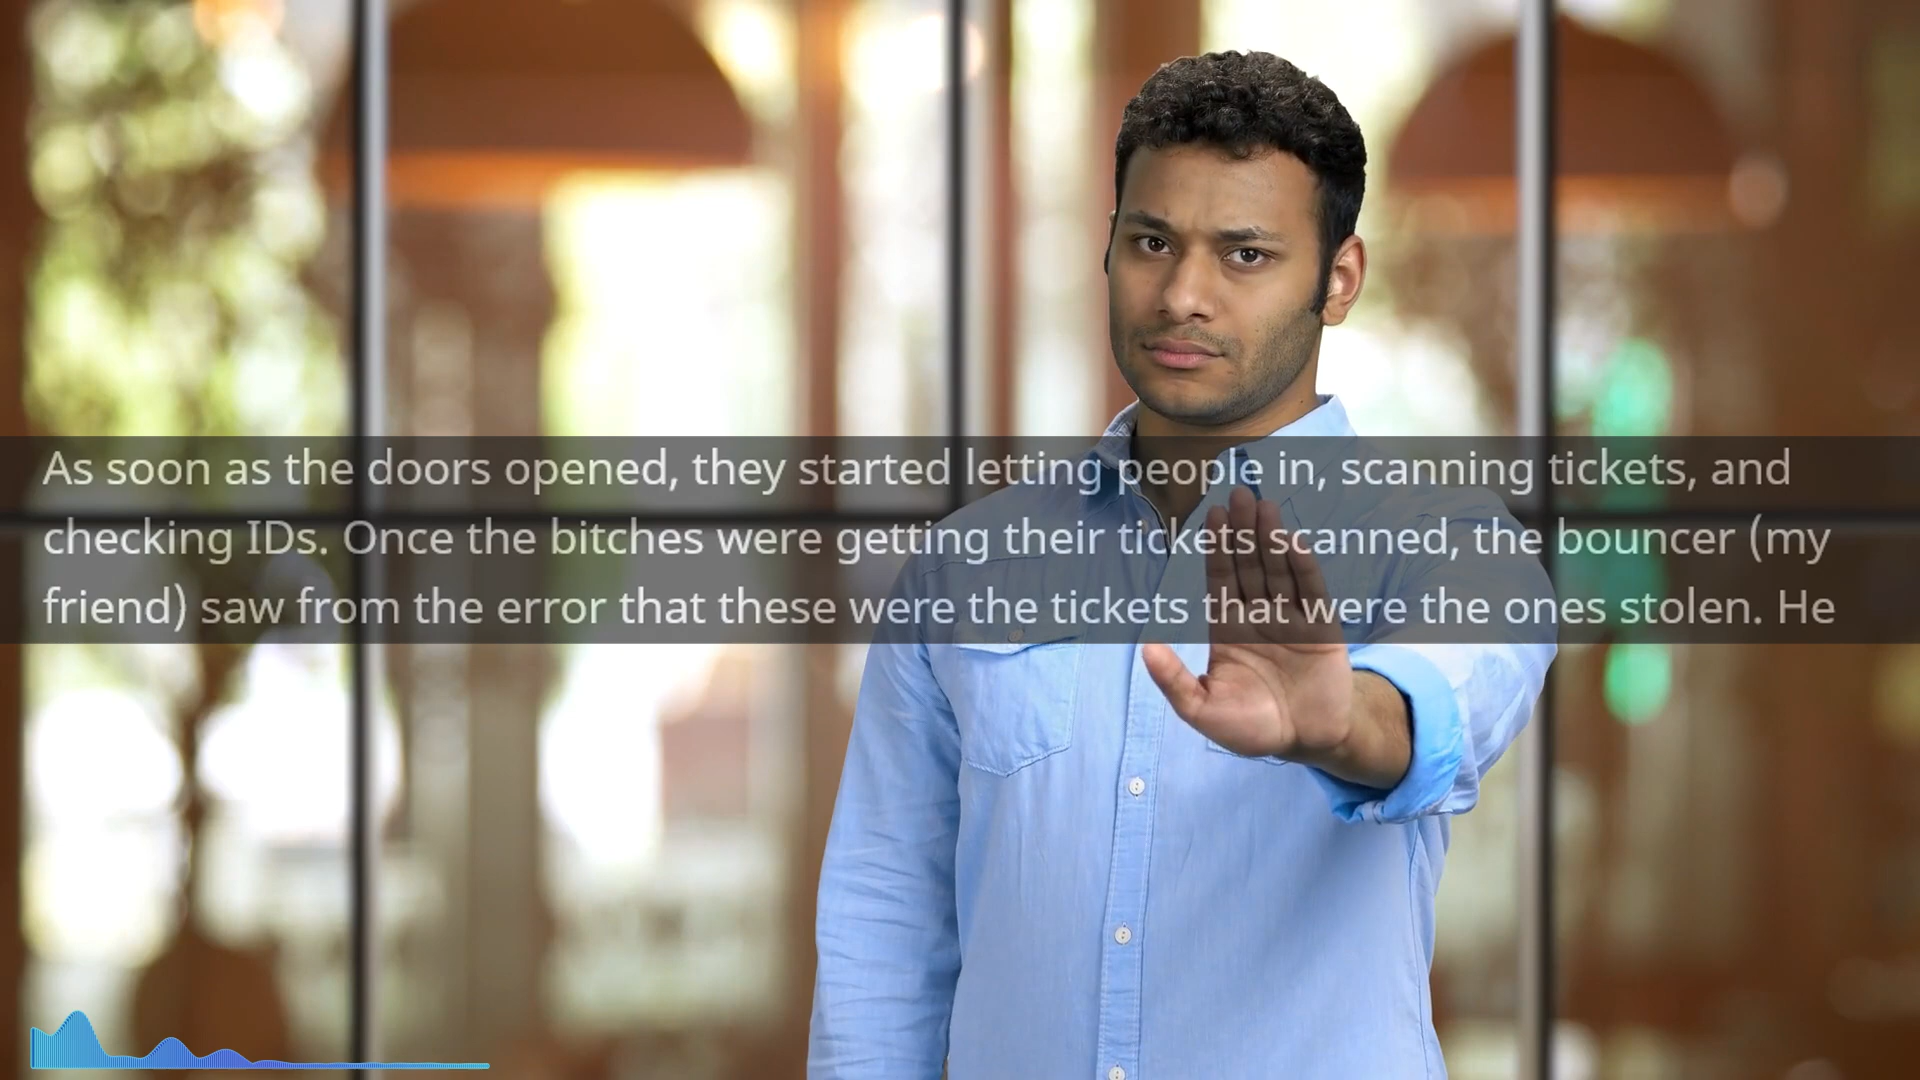 As soon as the doors opened, they started letting people in, scanning tickets, and
checking IDs. Once the bitches were getting their tickets scanned, the bouncer (my
friend) saw from the error that these were the tickets that were the ones stolen. He